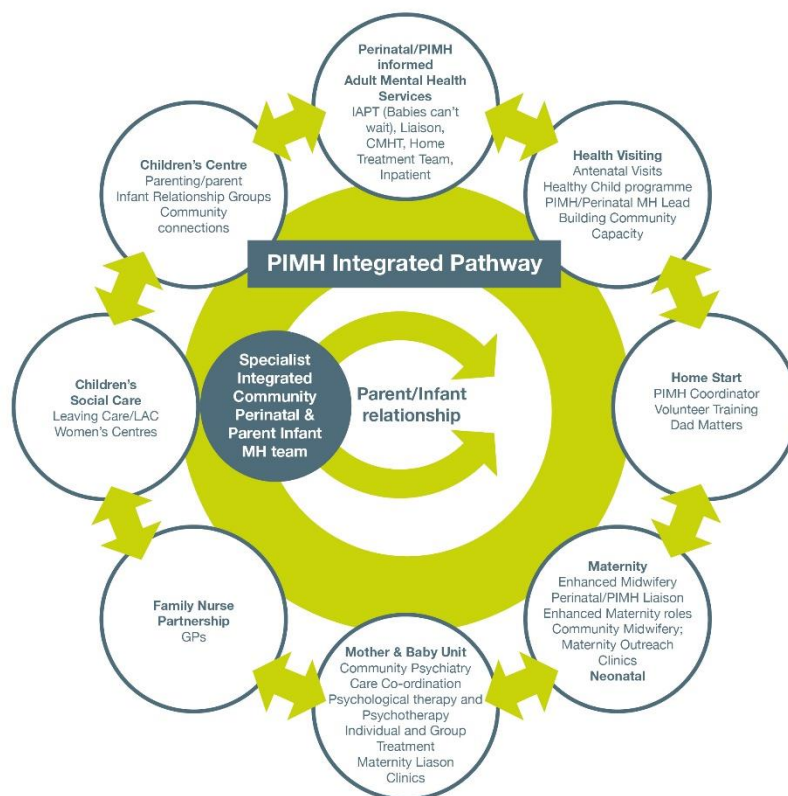 Perinatal/PIMH
informed
Adult Mental Health
Services
IAPT (Babies can't
wait), Liaison,
CMHT, Home
Treatment Team,
Inpatient
Children's Centre
Parenting/parent
Infant Relationship Groups
Community
connections
Health Visiting
Antenatal Visits
Healthy Child programme
PIMH/Perinatal MH Lead
Building Community
Capacity
PIMH Integrated Pathway
Children's
Social Care
Leaving Care/LAC
Women's Centres
Specialist
Integrated
Community
Perinatal &
Parent Infant
MH team
Parent/Infant
relationship
Home Start
PIMH Coordinator
Volunteer Training
Dad Matters
Family Nurse
Partnership
GPs
Mother & Baby Unit
Community Psychiatry
Care Co-ordination
Psychological therapy and
Psychotherapy
Individual and Group
Treatment
Maternity Liason
Clinics
Maternity
Enhanced Midwifery
Perinatal/PIMH Liaison
Enhanced Maternity roles
Community Midwifery;
Maternity Outreach
Clinics
Neonatal